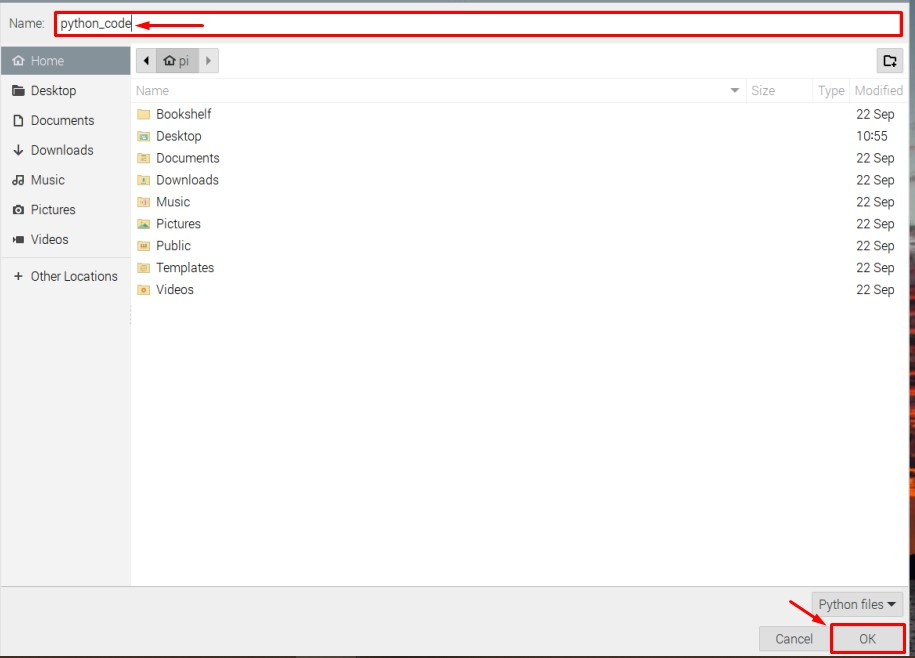 Name: python_code
Home
Desktop
Documents
Downloads
Music
Pictures
Videos
+ Other Locations
pi
Name Size Type Modified
Bookshelf 22 Sep
Desktop 10:55
Documents 22 Sep
Downloads 22 Sep
Music 22 Sep
Pictures 22 Sep
Public 22 Sep
Templates 22 Sep
Videos 22 Sep
Python files
Cancel OK